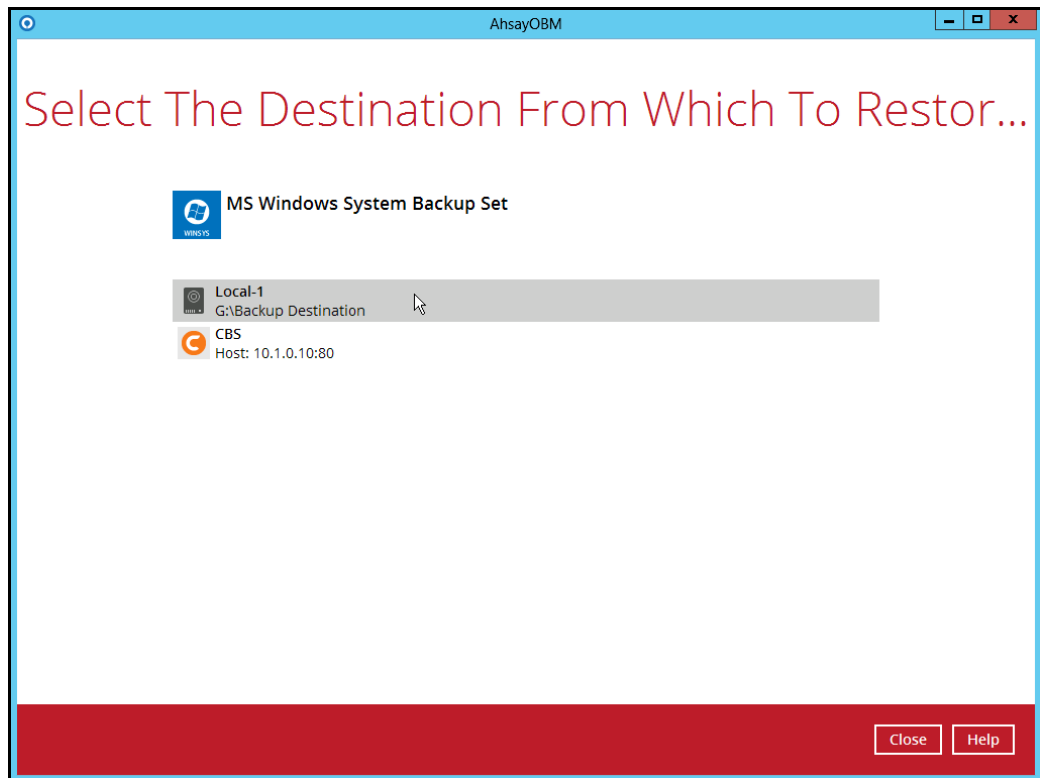 AhsayOBM
Select The Destination From Which To Restor...
MS Windows System Backup Set
WINSYS
Local-1
G:\Backup Destination
CBS
Host: 10.1.0.10:80
Close
Help